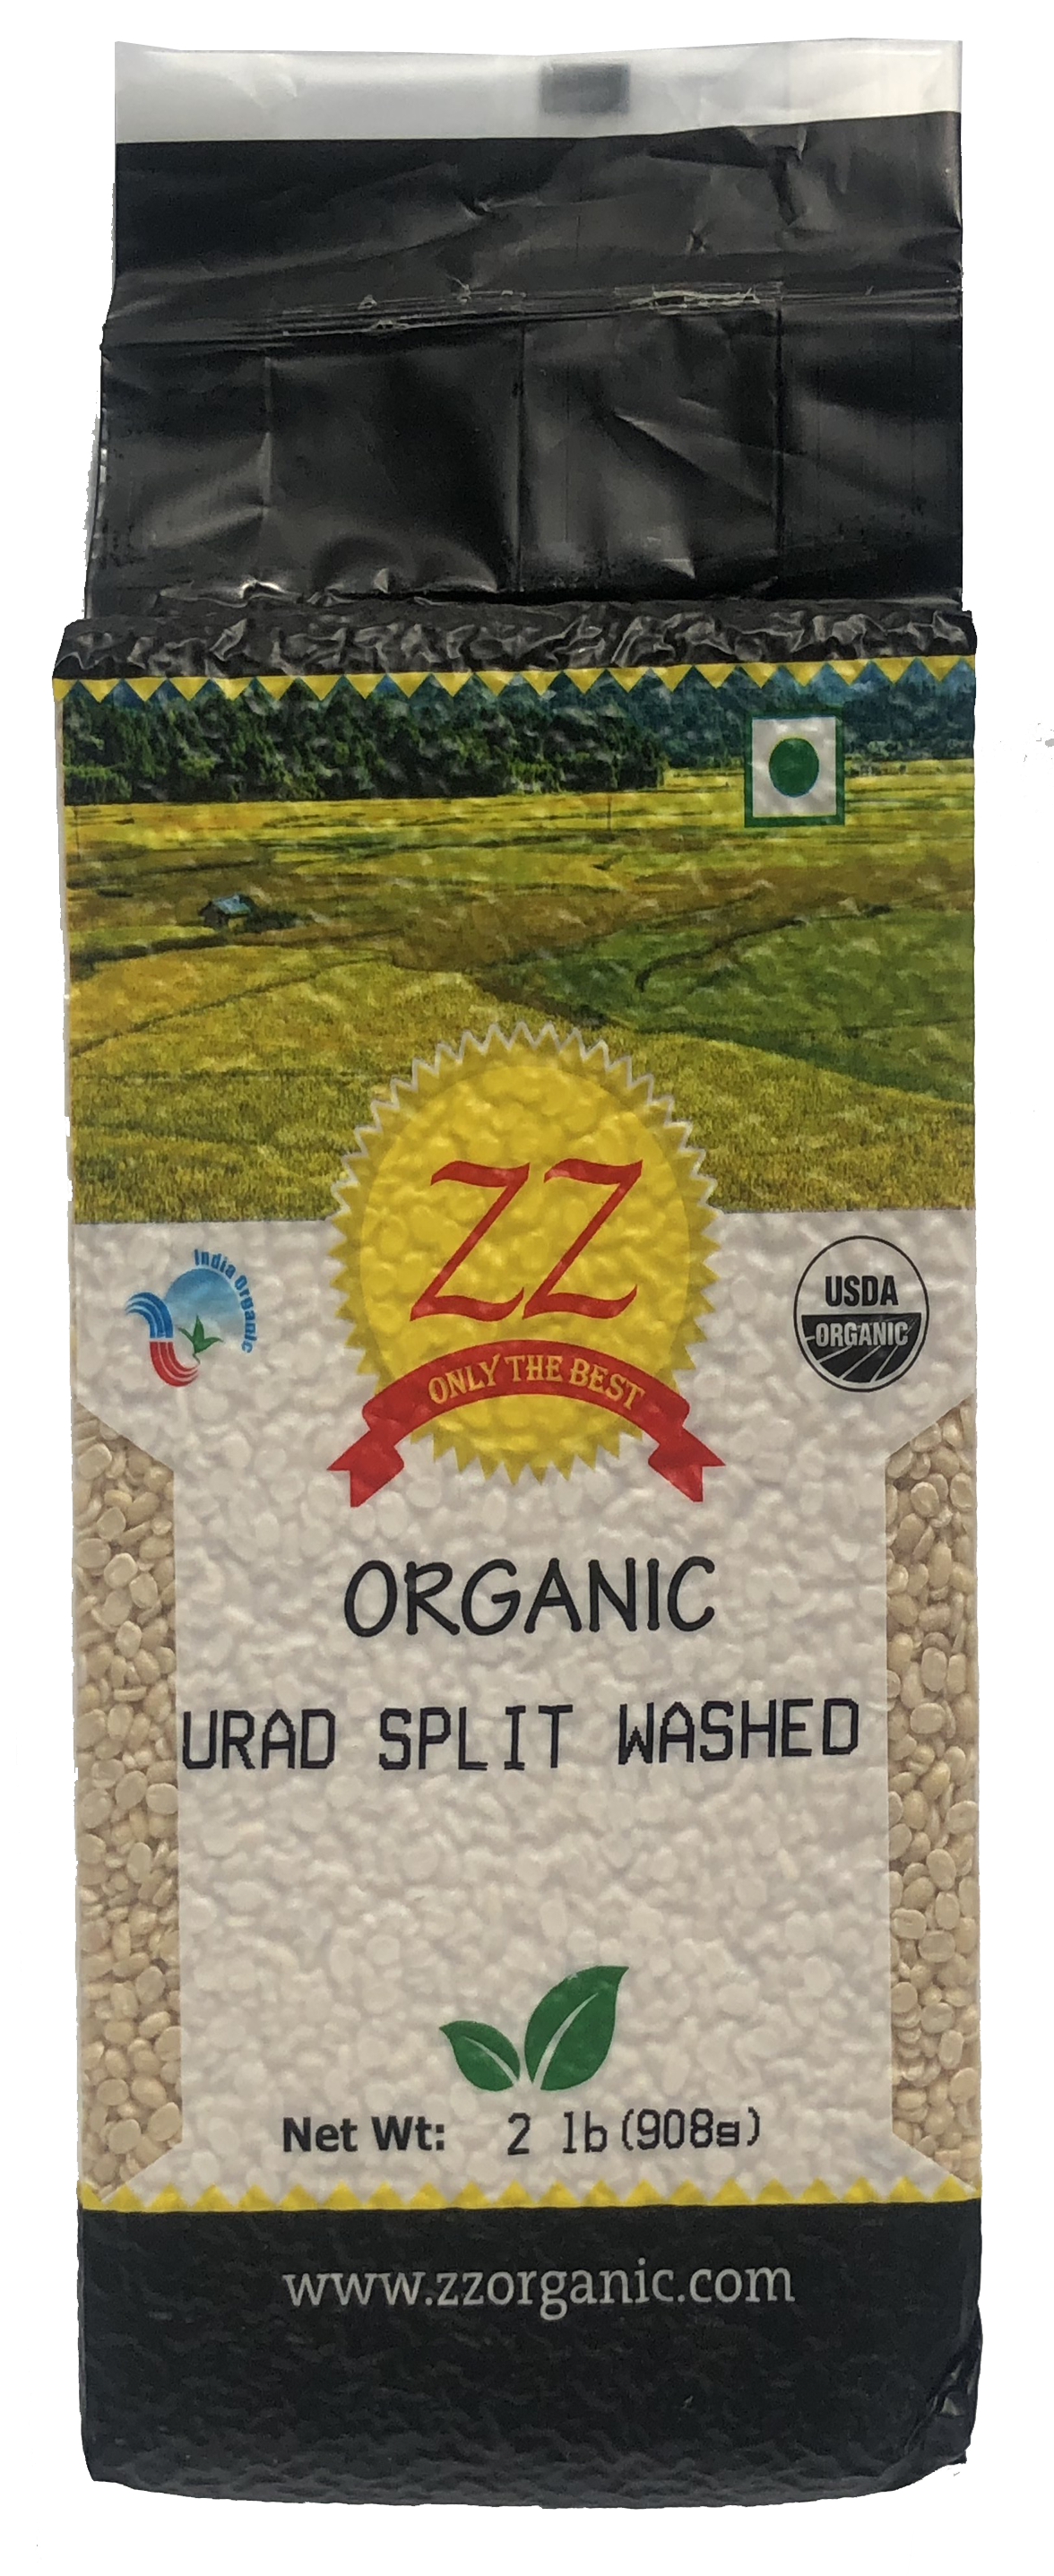 ZZ
ONLY THE BEST
India Organic
USDA
ORGANIC
ORGANIC
URAD SPLIT WASHED
Net Wt: 2 lb (908g)
www.zzorganic.com